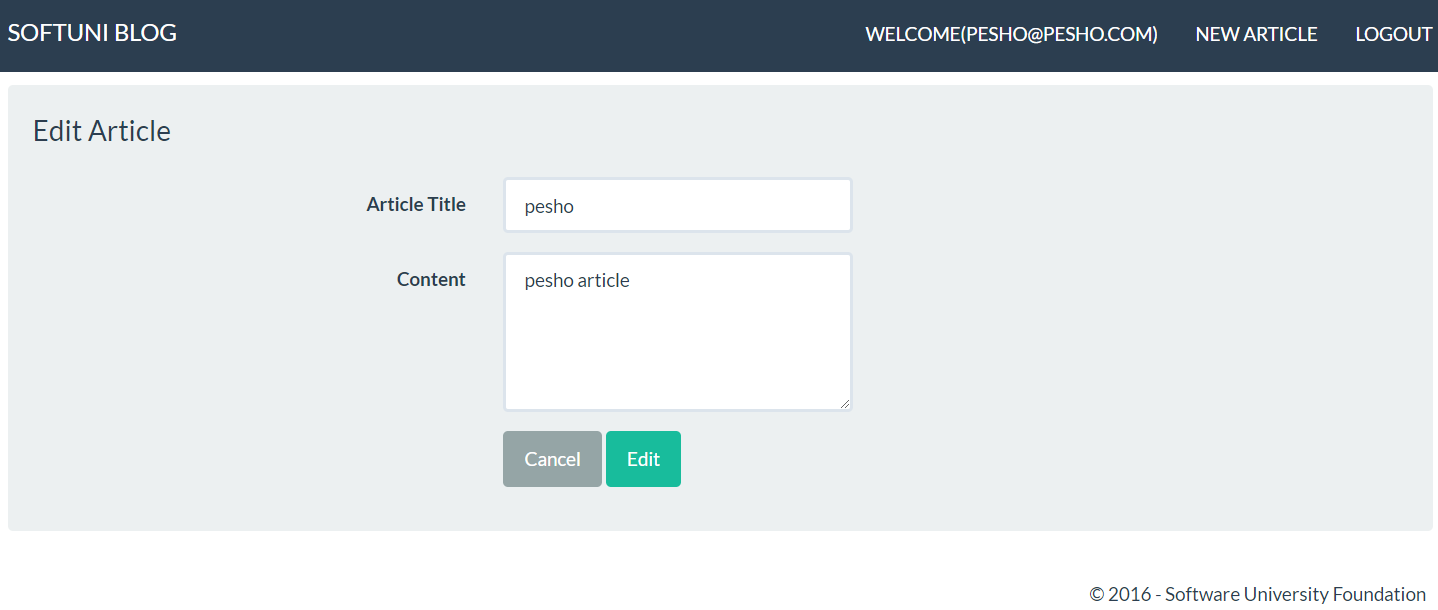 SOFTUNI BLOG WELCOME(PESHO@PESHO.COM) NEW ARTICLE LOGOUT
Edit Article
Article Title pesho
Content pesho article
Cancel Edit
© 2016 - Software University Foundation